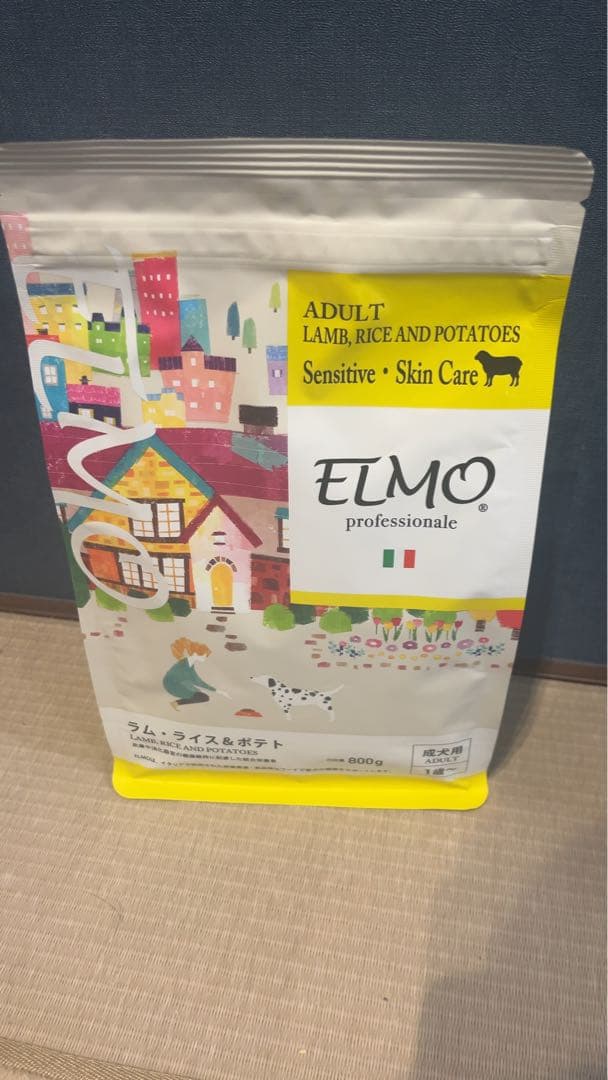 ELMO
ADULT
LAMB, RICE AND POTATOES
Sensitive・Skin Care
ELMO®
professionale
ラム・ライス&ポテト
LAMB, RICE AND POTATOES
800g
成犬用
ADULT
1歳〜